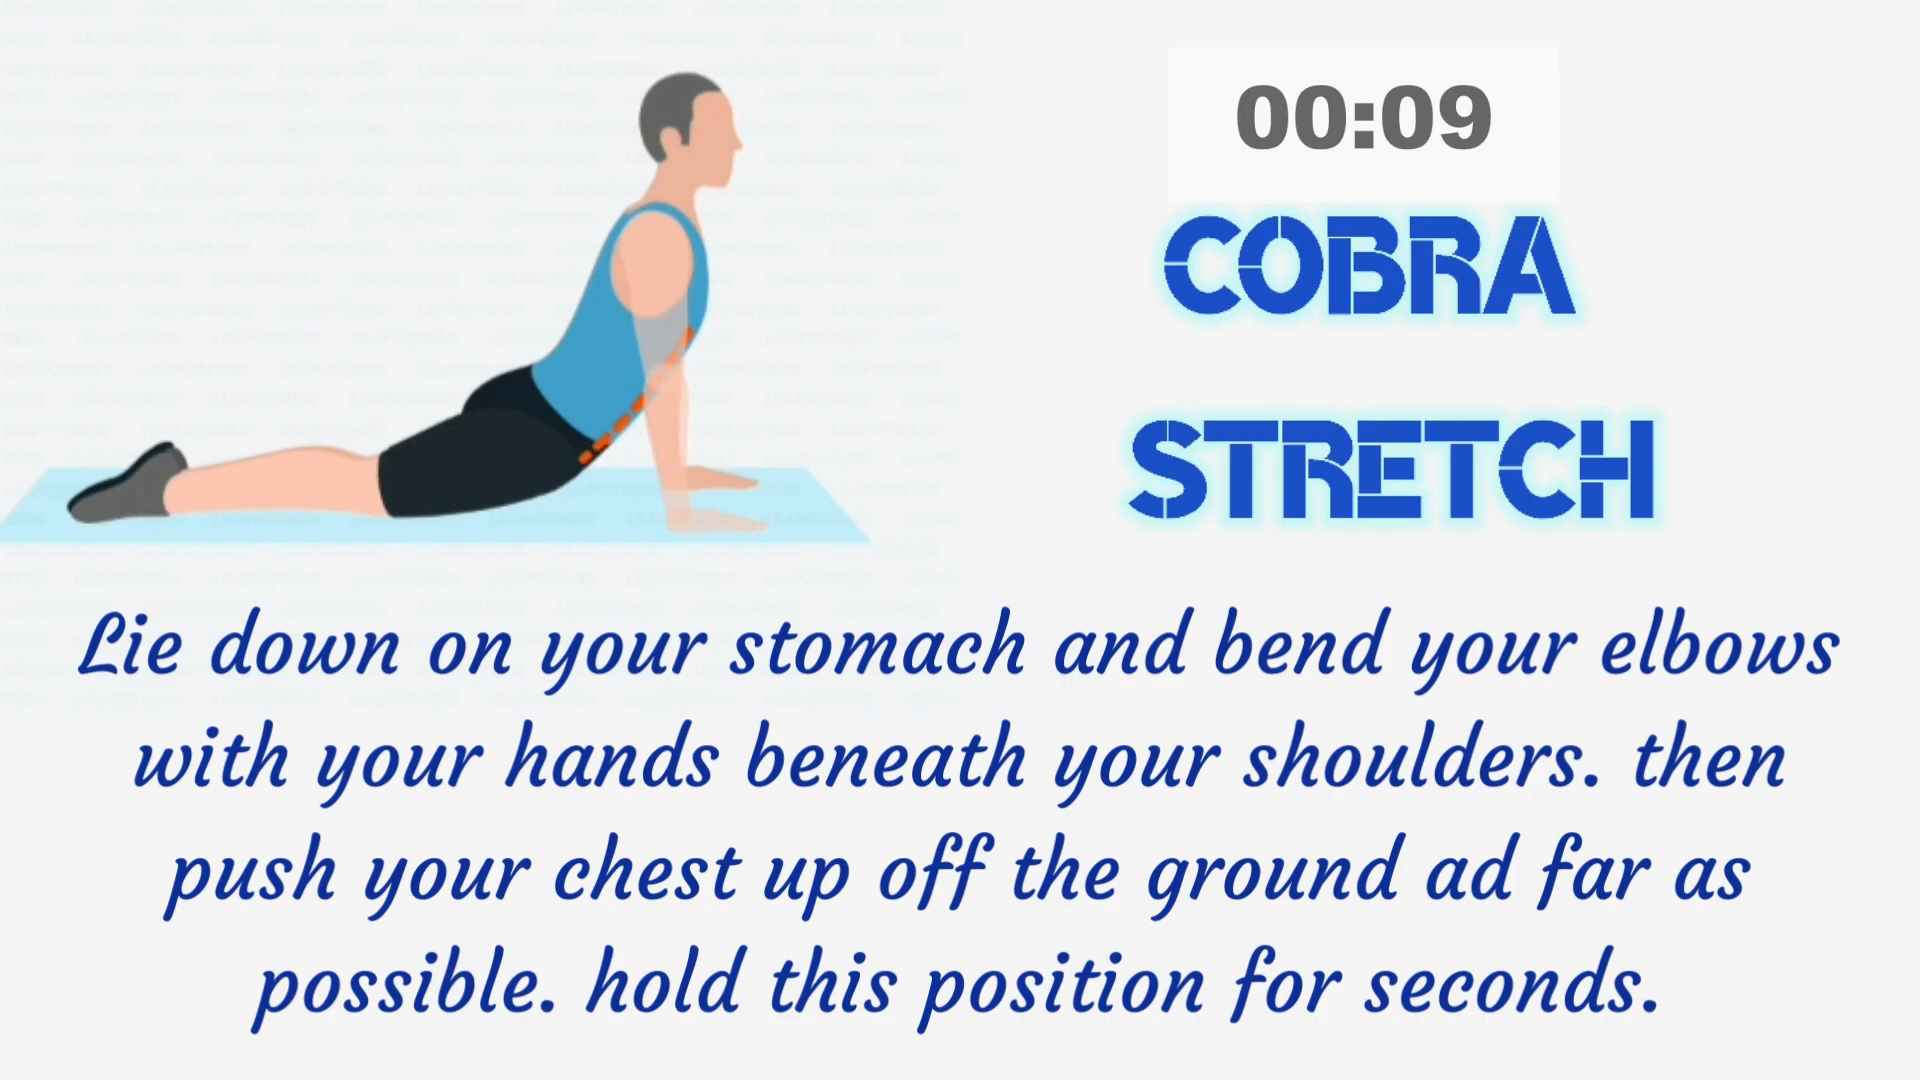 00:09
COBRA
STRETCH
Lie down on your stomach and bend your elbows
with your hands beneath your shoulders. then
push your chest up off the ground ad far as
possible. hold this position for seconds.